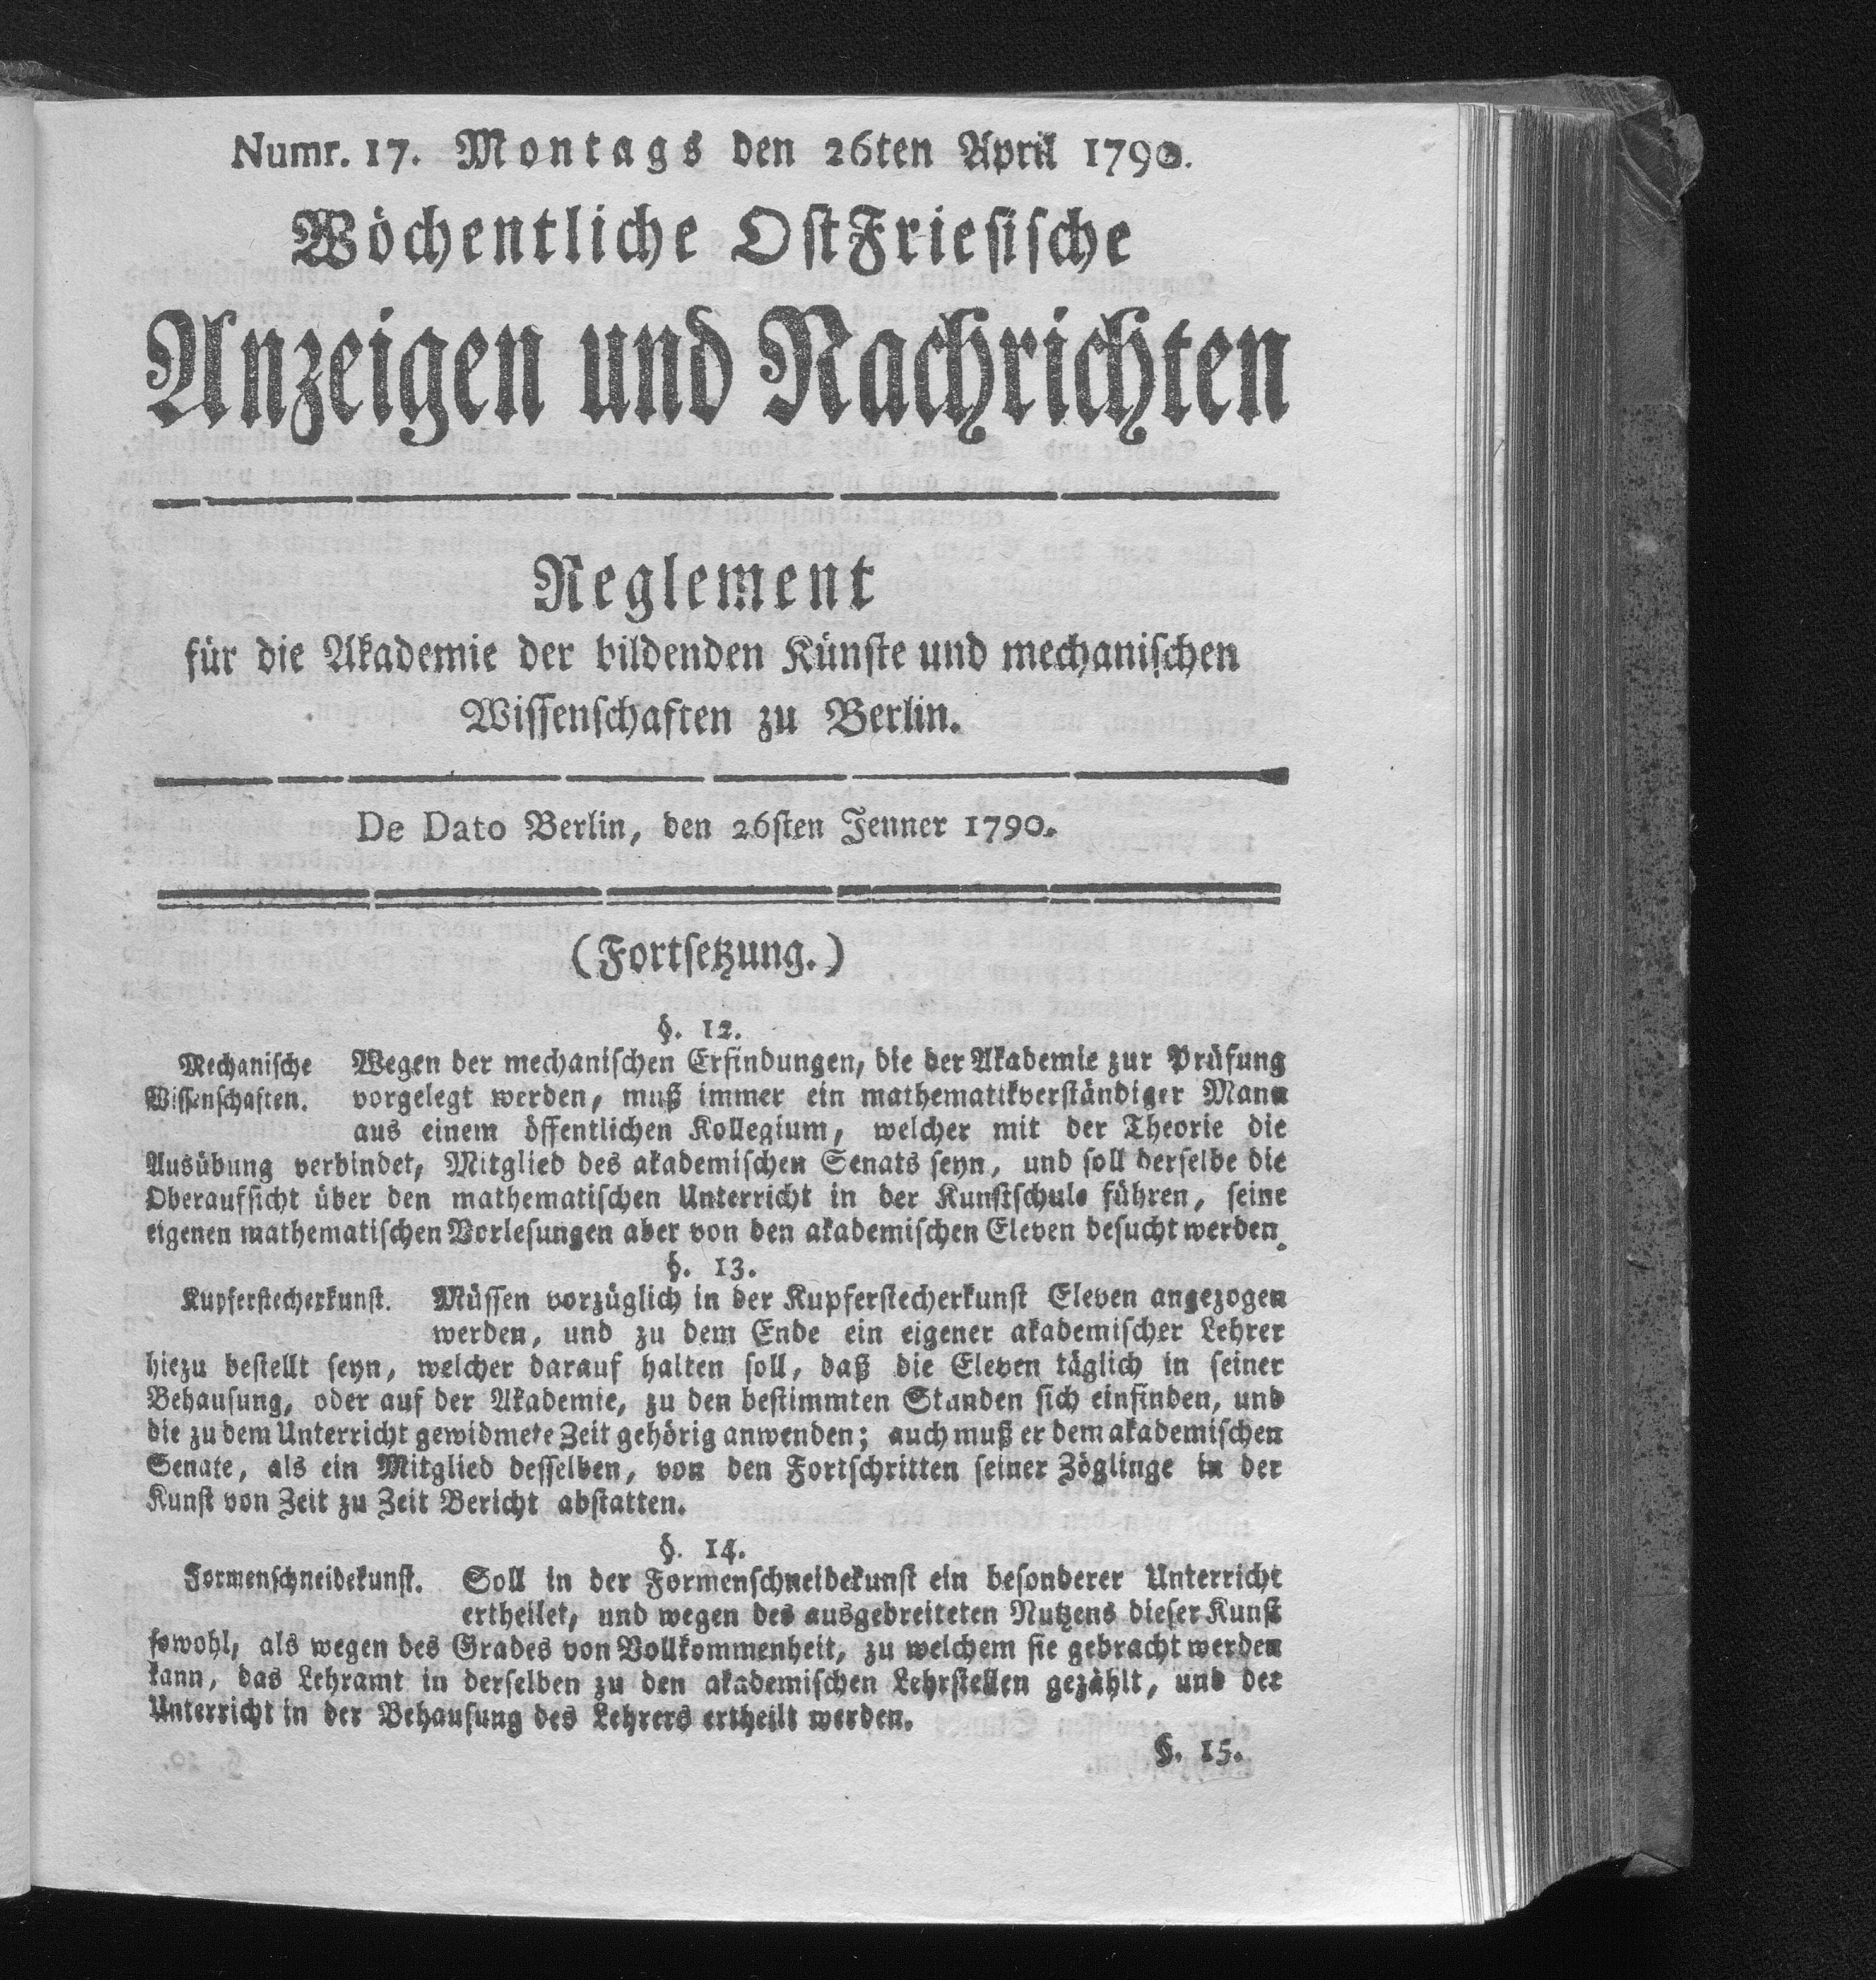 Numr. 17. Montags den 26ten April 1790.
Wöchentliche OstFriesische
Anzeigen und Nachrichten
Reglement
für die Akademie der bildenden Künste und mechanischen
Wissenschaften zu Berlin.
De Dato Berlin, den 26sten Jenner 1790.
(Fortsetzung.)
§. 12.
Mechanische Wegen der mechanischen Erfindungen, die der Akademie zur Prüfung
Wissenschaften. vorgelegt werden, muß immer ein mathematikverständiger Mann
aus einem öffentlichen Kollegium, welcher mit der Theorie die
Ausübung verbindet, Mitglied des akademischen Senats seyn, und soll derselbe die
Oberaufsicht über den mathematischen Unterricht in der Kunstschule führen, seine
eigenen mathematischen Vorlesungen aber von den akademischen Eleven besucht werden.
§. 13.
Kupferstecherkunst. Müssen vorzüglich in der Kupferstecherkunst Eleven angezogen
werden, und zu dem Ende ein eigener akademischer Lehrer
hiezu bestellt seyn, welcher darauf halten soll, daß die Eleven täglich in seiner
Behausung, oder auf der Akademie, zu den bestimmten Standen sich einfinden, und
die zu dem Unterricht gewidmete Zeit gehörig anwenden; auch muß er dem akademischen
Senate, als ein Mitglied desselben, von den Fortschritten seiner Zöglinge in der
Kunst von Zeit zu Zeit Bericht abstatten.
§. 14.
Formenschneidekunst. Soll in der Formenschneidekunst ein besonderer Unterricht
ertheilet, und wegen des ausgebreiteten Nutzens dieser Kunst
sowohl, als wegen des Grades von Vollkommenheit, zu welchem sie gebracht werden
kann, das Lehramt in derselben zu den akademischen Lehrstellen gezählt, und der
Unterricht in der Behausung des Lehrers ertheilt werden.
§. 15.